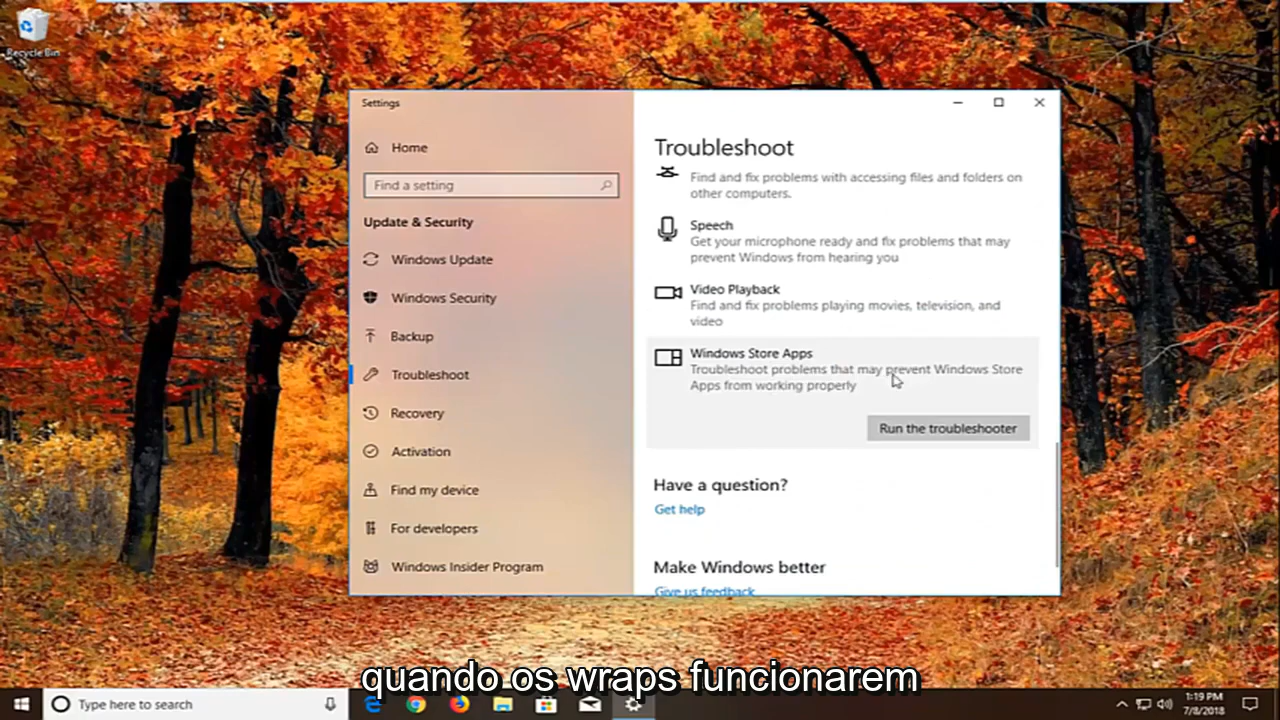 Recycle Bin
Settings
Home
Find a setting
Update & Security
Windows Update
Windows Security
Backup
Troubleshoot
Recovery
Activation
Find my device
For developers
Windows Insider Program
Troubleshoot
Find and fix problems with accessing files and folders on
other computers.
Speech
Get your microphone ready and fix problems that may
prevent Windows from hearing you
Video Playback
Find and fix problems playing movies, television, and
video
Windows Store Apps
Troubleshoot problems that may prevent Windows Store
Apps from working properly
Run the troubleshooter
Have a question?
Get help
Make Windows better
Give us feedback
quando os wraps funcionarem
Type here to search
1:19 PM
7/8/2018